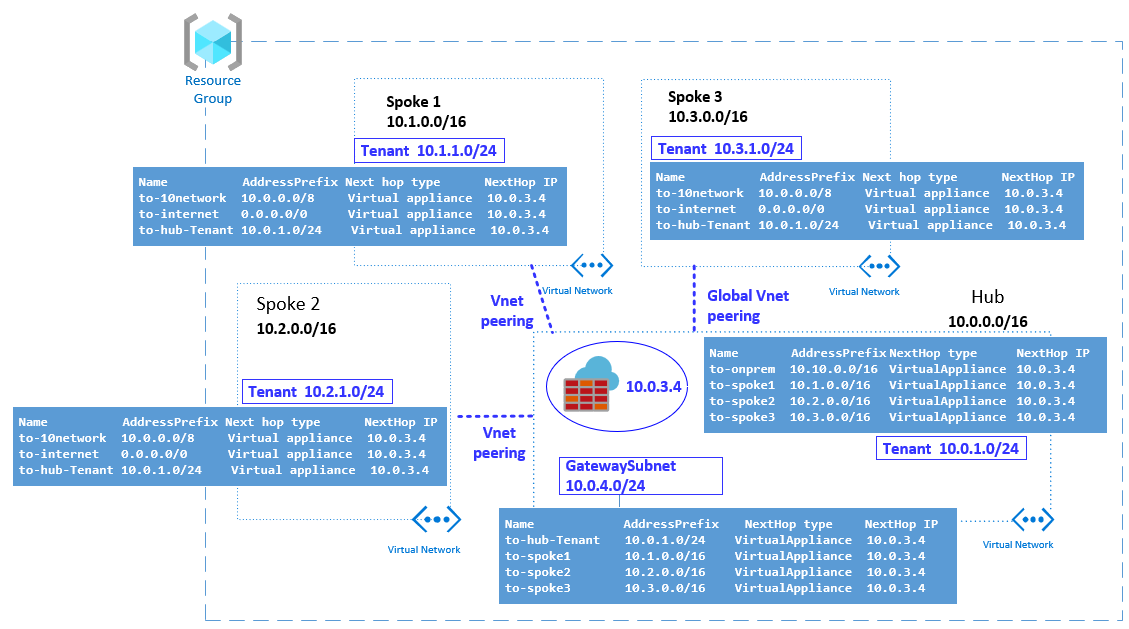 Resource
Group
Spoke 1
10.1.0.0/16
Tenant 10.1.1.0/24
Name AddressPrefix Next hop type NextHop IP
to-10network 10.0.0.0/8 Virtual appliance 10.0.3.4
to-internet 0.0.0.0/0 Virtual appliance 10.0.3.4
to-hub-Tenant 10.0.1.0/24 Virtual appliance 10.0.3.4
Virtual Network
Spoke 3
10.3.0.0/16
Tenant 10.3.1.0/24
Name AddressPrefix Next hop type NextHop IP
to-10network 10.0.0.0/8 Virtual appliance 10.0.3.4
to-internet 0.0.0.0/0 Virtual appliance 10.0.3.4
to-hub-Tenant 10.0.1.0/24 Virtual appliance 10.0.3.4
Virtual Network
Vnet
peering
Global Vnet
peering
Spoke 2
10.2.0.0/16
Tenant 10.2.1.0/24
Name AddressPrefix Next hop type NextHop IP
to-10network 10.0.0.0/8 Virtual appliance 10.0.3.4
to-internet 0.0.0.0/0 Virtual appliance 10.0.3.4
to-hub-Tenant 10.0.1.0/24 Virtual appliance 10.0.3.4
Virtual Network
Vnet
peering
10.0.3.4
Hub
10.0.0.0/16
Name AddressPrefix NextHop type NextHop IP
to-onprem 10.10.0.0/16 VirtualAppliance 10.0.3.4
to-spoke1 10.1.0.0/16 VirtualAppliance 10.0.3.4
to-spoke2 10.2.0.0/16 VirtualAppliance 10.0.3.4
to-spoke3 10.3.0.0/16 VirtualAppliance 10.0.3.4
Tenant 10.0.1.0/24
GatewaySubnet
10.0.4.0/24
Name AddressPrefix NextHop type NextHop IP
to-hub-Tenant 10.0.1.0/24 VirtualAppliance 10.0.3.4
to-spoke1 10.1.0.0/16 VirtualAppliance 10.0.3.4
to-spoke2 10.2.0.0/16 VirtualAppliance 10.0.3.4
to-spoke3 10.3.0.0/16 VirtualAppliance 10.0.3.4
Virtual Network